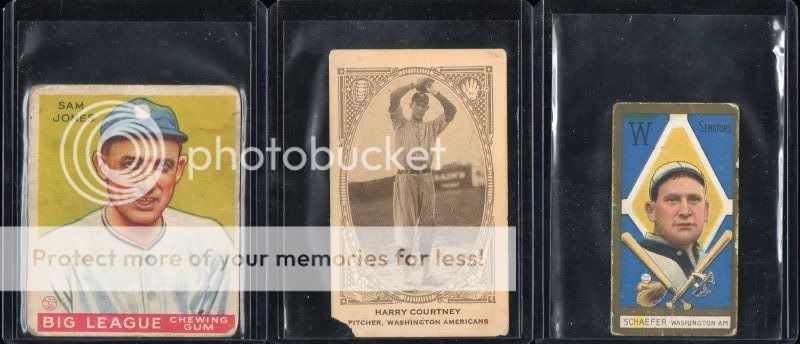 SAM
JONES
BIG LEAGUE CHEWING GUM
HARRY COURTNEY
PITCHER, WASHINGTON AMERICANS
W SENATORS
SCHAEFER WASHINGTON AM.
photobucket
Protect more of your memories for less!